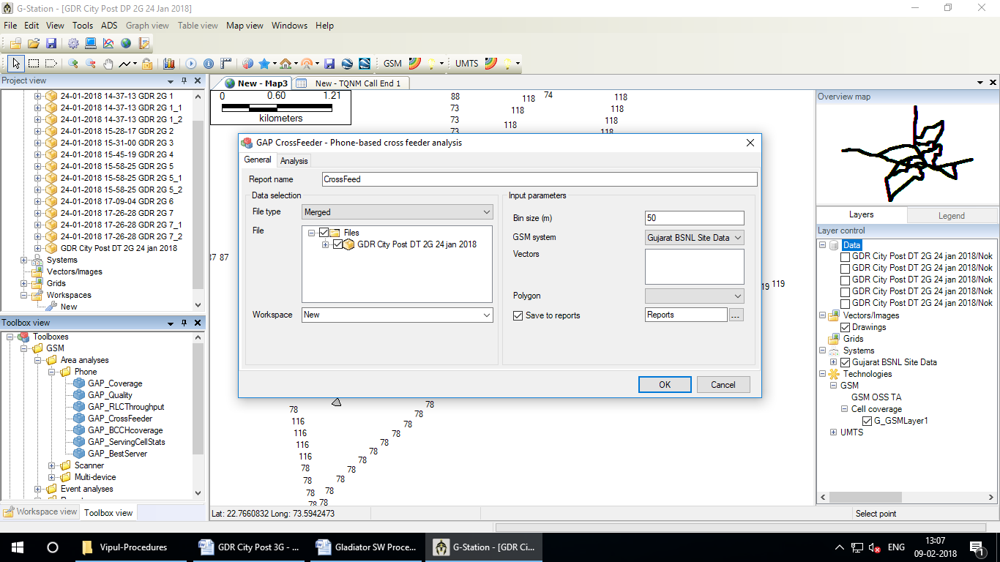 G-Station - [GDR City Post DP 2G 24 Jan 2018]
File Edit View Tools ADS Graph view Table view Map view Windows Help
GSM UMTS
Project view
24-01-2018 14-37-13 GDR 2G 1
24-01-2018 14-37-13 GDR 2G 1_1
24-01-2018 14-37-13 GDR 2G 1_2
24-01-2018 15-28-17 GDR 2G 2
24-01-2018 15-31-00 GDR 2G 3
24-01-2018 15-45-19 GDR 2G 4
24-01-2018 15-58-25 GDR 2G 5
24-01-2018 15-58-25 GDR 2G 5_1
24-01-2018 15-58-25 GDR 2G 5_2
24-01-2018 17-09-04 GDR 2G 6
24-01-2018 17-26-28 GDR 2G 7
24-01-2018 17-26-28 GDR 2G 7_1
24-01-2018 17-26-28 GDR 2G 7_2
GDR City Post DT 2G 24 jan 2018
Systems
Vectors/Images
Grids
Workspaces
New
Toolbox view
Toolboxes
GSM
Area analyses
Phone
GAP_Coverage
GAP_Quality
GAP_RLCThroughput
GAP_CrossFeeder
GAP_BCCHcoverage
GAP_ServingCellStats
GAP_BestServer
Scanner
Multi-device
Event analyses
Workspace view Toolbox view
New - Map3 New - TQNM Call End 1
0 0.60 1.21
kilometers
88 118 74 118
73 118 118
73 118 118
73 118
87 87
119 119
GAP CrossFeeder - Phone-based cross feeder analysis
General Analysis
Report name CrossFeed
Data selection
File type Merged
File
Files
GDR City Post DT 2G 24 jan 2018
Workspace New
Input parameters
Bin size (m) 50
GSM system Gujarat BSNL Site Data
Vectors
Polygon
Save to reports Reports ...
OK Cancel
78 78
116 78
116 78
116 78
78 78
78 78
78 78
78 78
Lat: 22.7660832 Long: 73.5942473
Overview map
Layers Legend
Layer control
Data
GDR City Post DT 2G 24 jan 2018/Nok
GDR City Post DT 2G 24 jan 2018/Nok
GDR City Post DT 2G 24 jan 2018/Nok
GDR City Post DT 2G 24 jan 2018/Nok
GDR City Post DT 2G 24 jan 2018/Nok
Vectors/Images
Drawings
Grids
Systems
Gujarat BSNL Site Data
Technologies
GSM
GSM OSS TA
Cell coverage
G_GSMLayer1
UMTS
Select point
Vipul-Procedures
GDR City Post 3G - ...
Gladiator SW Proce...
G-Station - [GDR Ci...
ENG
13:07
09-02-2018
1